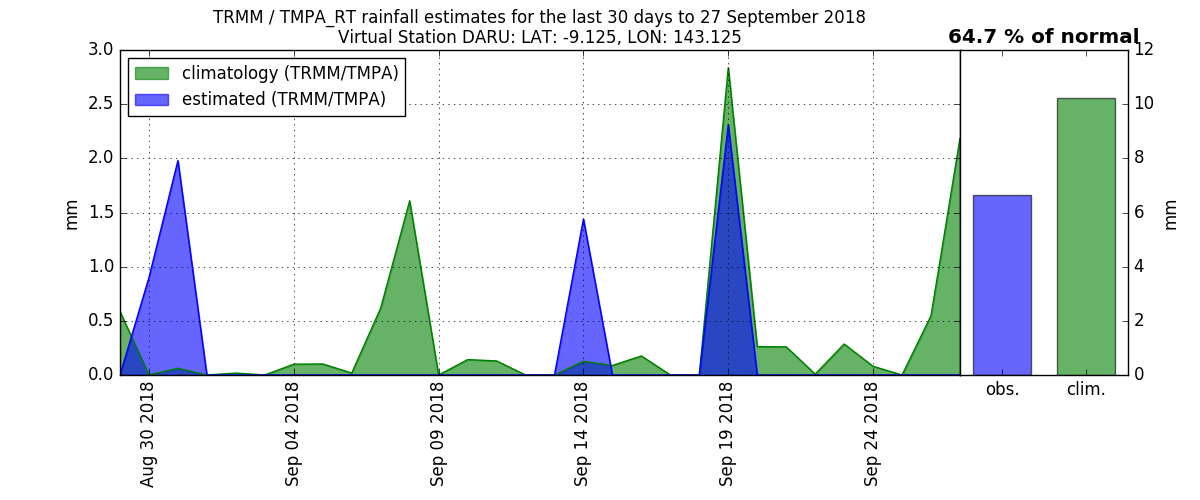 TRMM / TMPA_RT rainfall estimates for the last 30 days to 27 September 2018
Virtual Station DARU: LAT: -9.125, LON: 143.125
64.7 % of normal
climatology (TRMM/TMPA)
estimated (TRMM/TMPA)
3.0
2.5
2.0
1.5
1.0
0.5
0.0
mm
Aug 30 2018
Sep 04 2018
Sep 09 2018
Sep 14 2018
Sep 19 2018
Sep 24 2018
obs.
clim.
12
10
8
6
4
2
0
mm